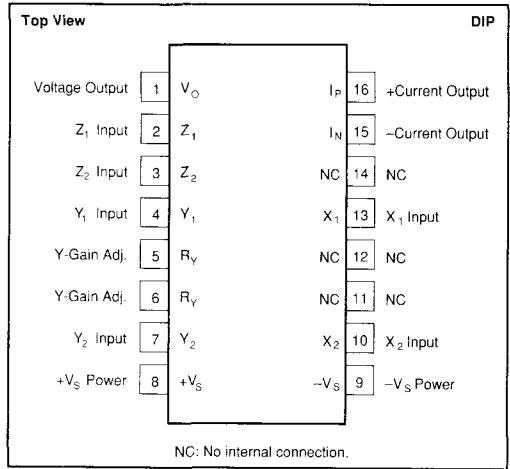 Top View DIP
Voltage Output 1 V_O I_P 16 +Current Output
Z_1 Input 2 Z_1 I_N 15 –Current Output
Z_2 Input 3 Z_2 NC 14 NC
Y_1 Input 4 Y_1 X_1 13 X_1 Input
Y-Gain Adj. 5 R_Y NC 12 NC
Y-Gain Adj. 6 R_Y NC 11 NC
Y_2 Input 7 Y_2 X_2 10 X_2 Input
+V_S Power 8 +V_S –V_S 9 –V_S Power
NC: No internal connection.